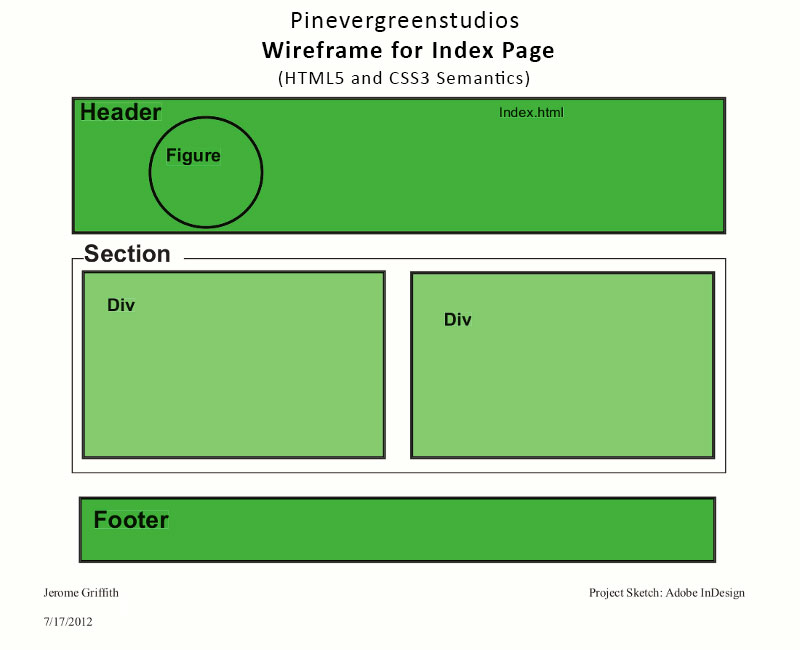 Pinevergreenstudios
Wireframe for Index Page
(HTML5 and CSS3 Semantics)
Header
Index.html
Figure
Section
Div
Div
Footer
Jerome Griffith
Project Sketch: Adobe InDesign
7/17/2012